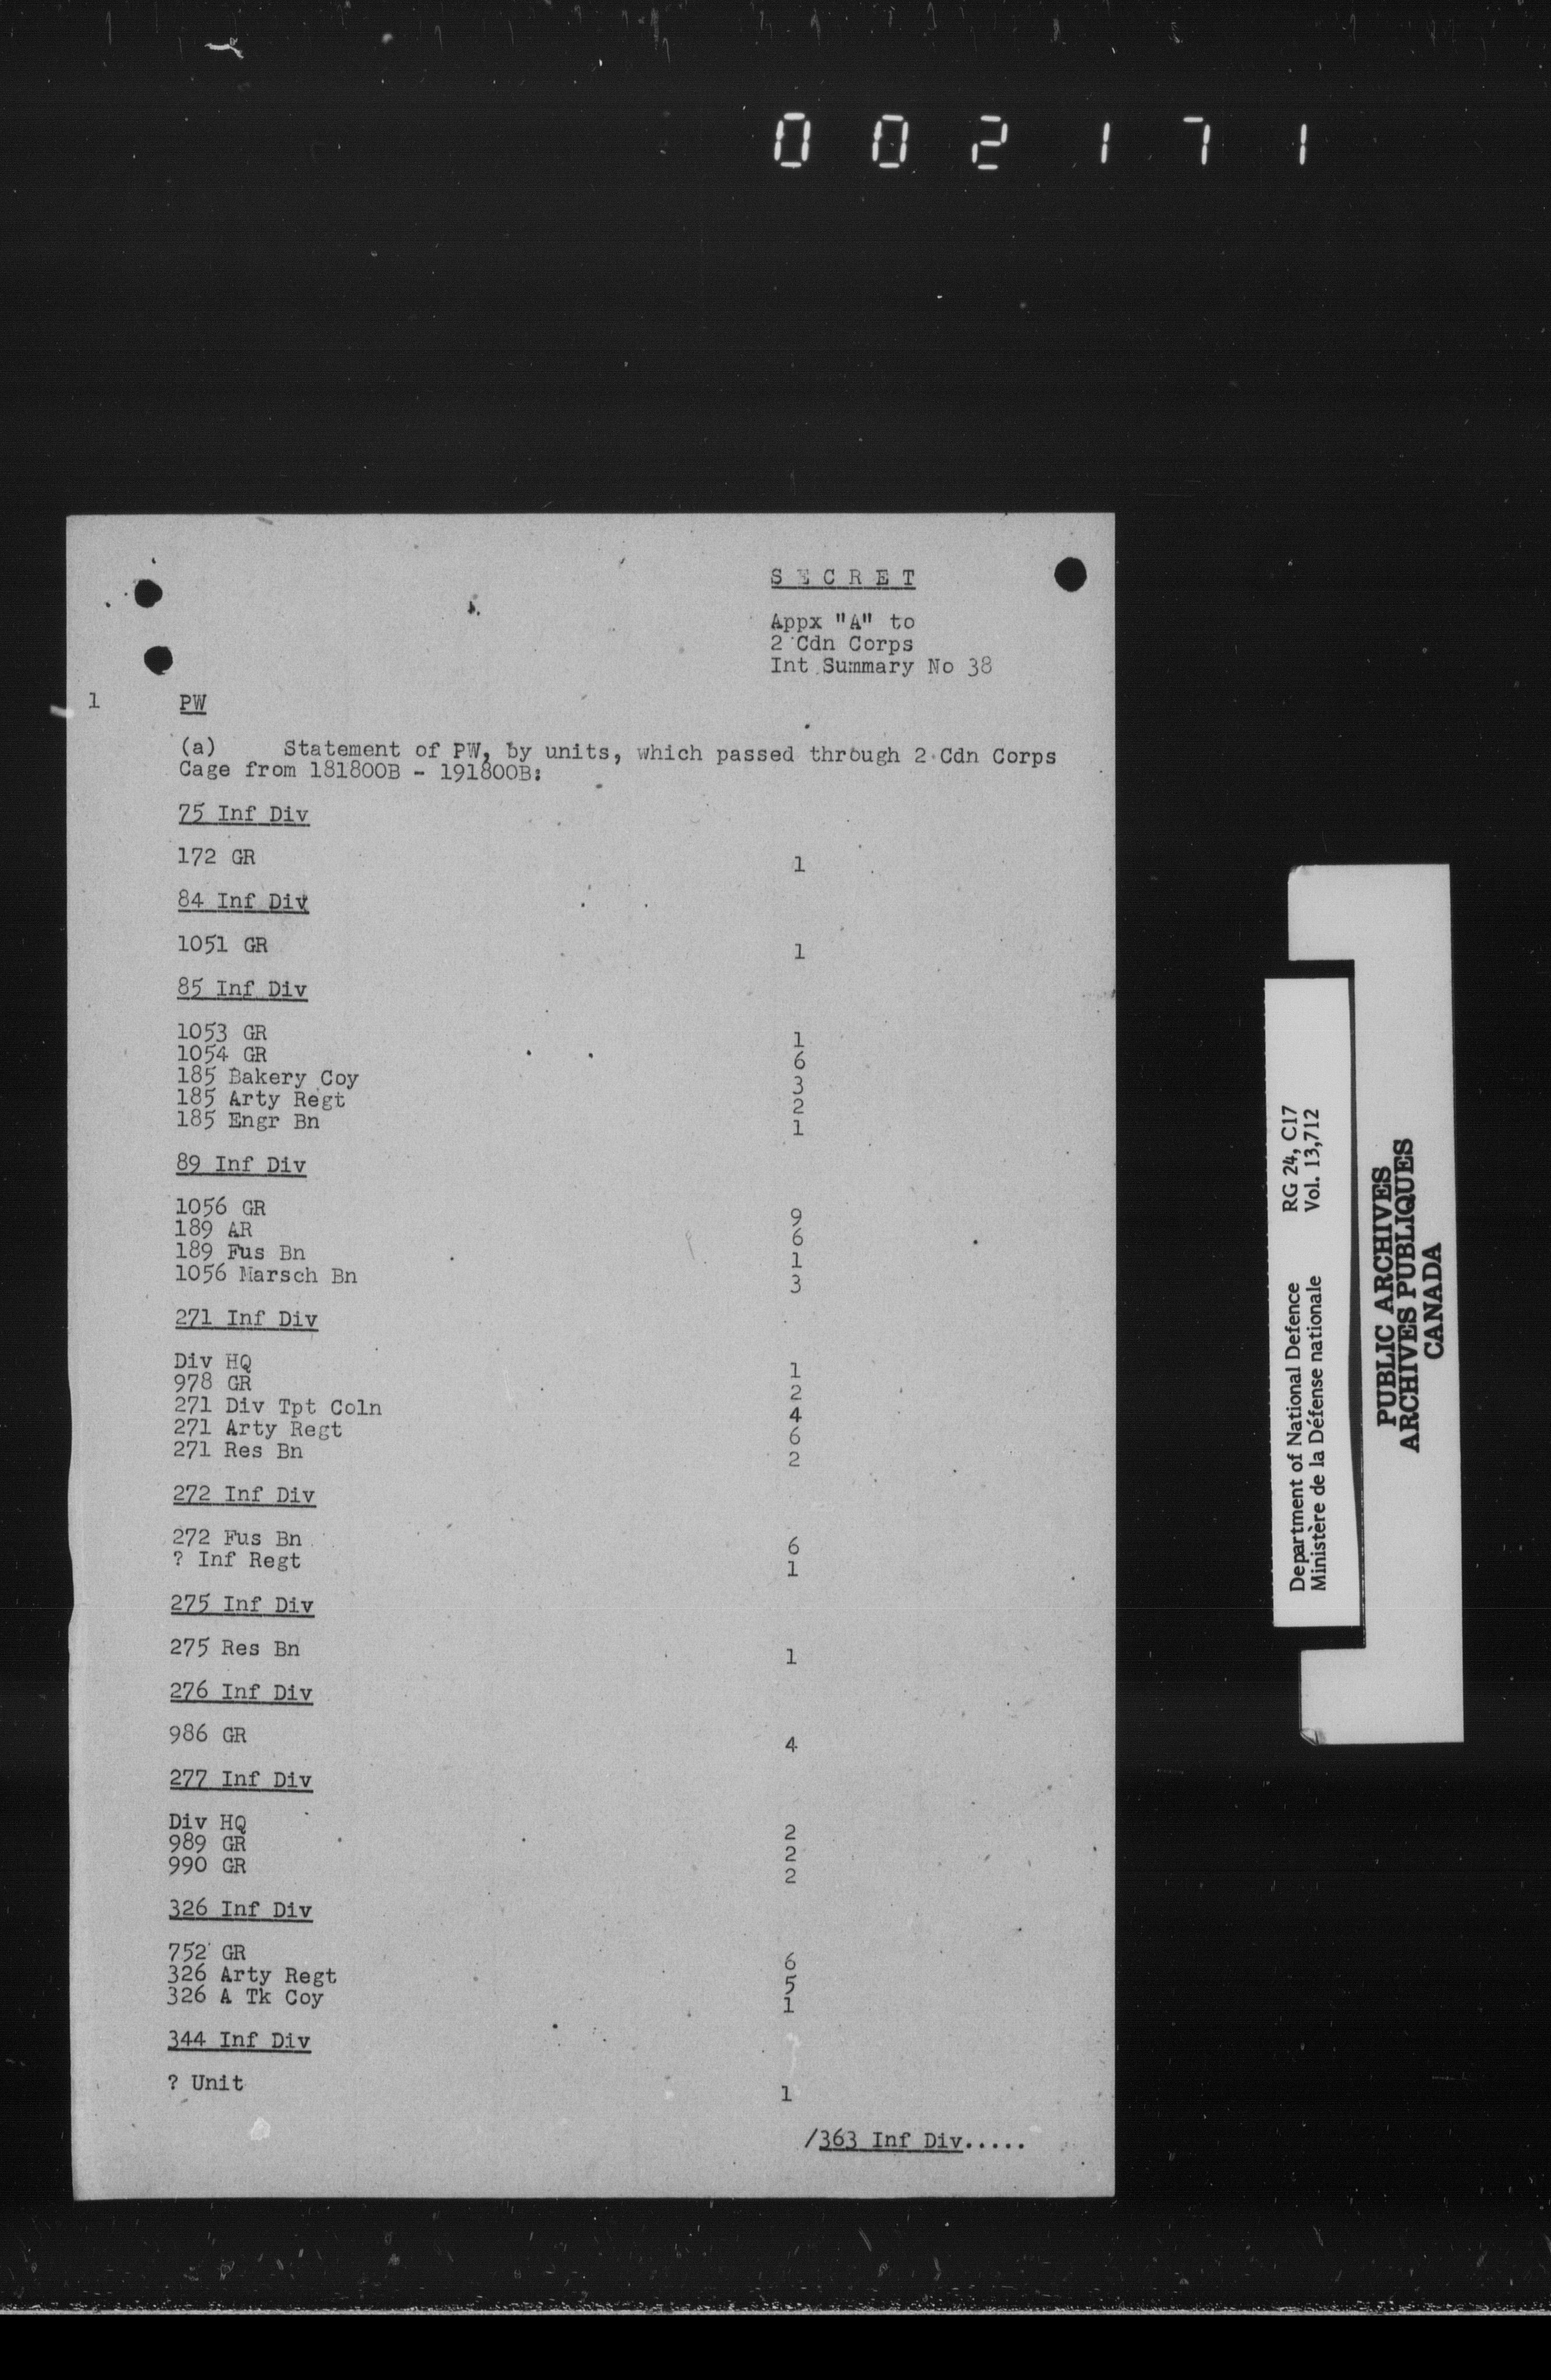 002171
S E C R E T
Appx "A" to
2 Cdn Corps
Int Summary No 38
1 PW
(a) Statement of PW, by units, which passed through 2 Cdn Corps
Cage from 181800B - 191800B:
75 Inf Div
172 GR 1
84 Inf Div
1051 GR 1
85 Inf Div
1053 GR 1
1054 GR 6
185 Bakery Coy 3
185 Arty Regt 2
185 Engr Bn 1
89 Inf Div
1056 GR 9
189 AR 6
189 Fus Bn 1
1056 Marsch Bn 3
271 Inf Div
Div HQ 1
978 GR 2
271 Div Tpt Coln 4
271 Arty Regt 6
271 Res Bn 2
272 Inf Div
272 Fus Bn 6
? Inf Regt 1
275 Inf Div
275 Res Bn 1
276 Inf Div
986 GR 4
277 Inf Div
Div HQ 2
989 GR 2
990 GR 2
326 Inf Div
752 GR 6
326 Arty Regt 5
326 A Tk Coy 1
344 Inf Div
? Unit 1
/363 Inf Div.....
Department of National Defence RG 24, C17
Ministère de la Défense nationale Vol. 13,712
PUBLIC ARCHIVES
ARCHIVES PUBLIQUES
CANADA